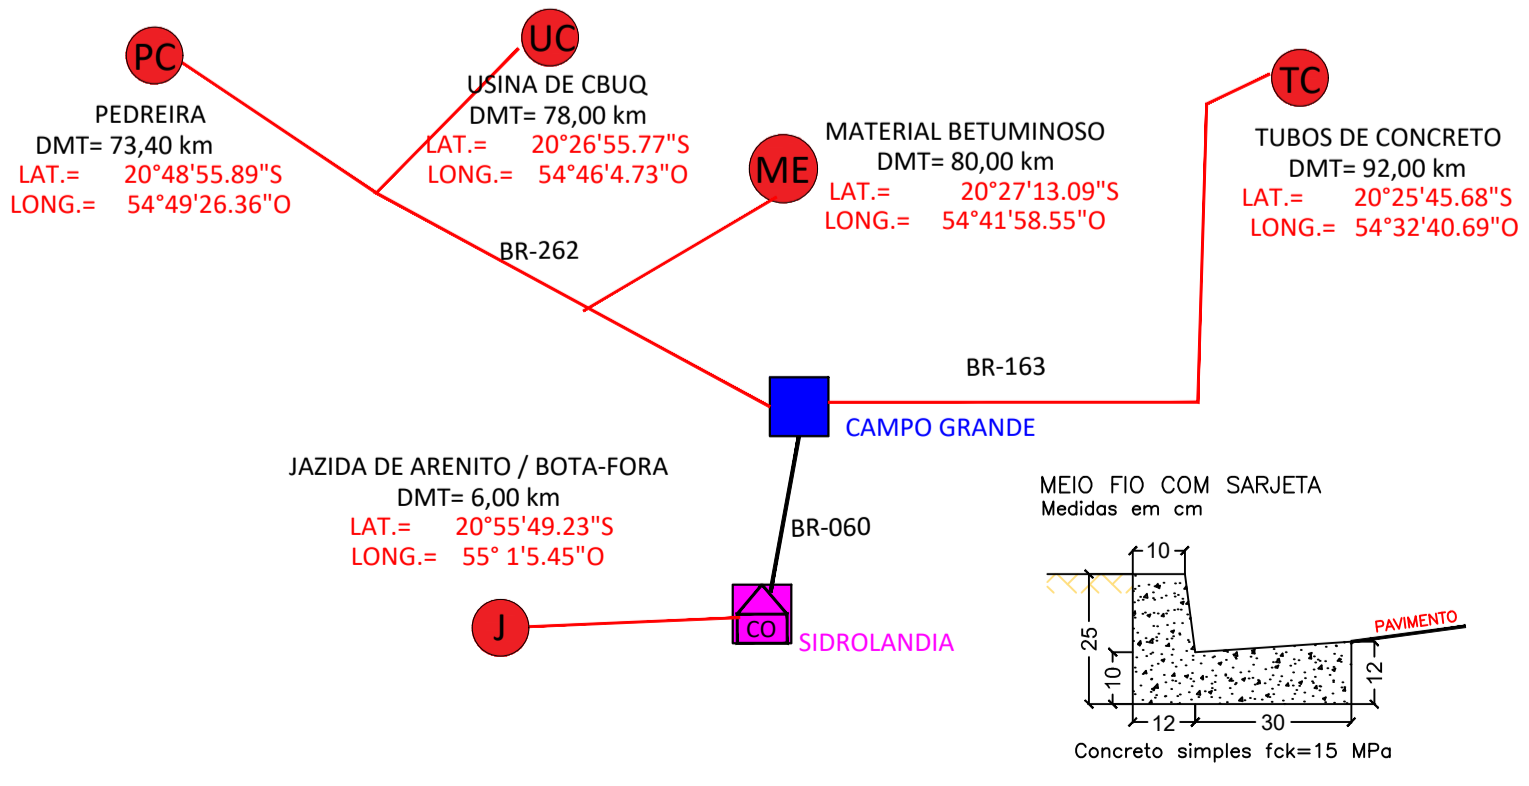 PC
PEDREIRA
DMT= 73,40 km
LAT.= 20°48'55.89"S
LONG.= 54°49'26.36"O
UC
USINA DE CBUQ
DMT= 78,00 km
LAT.= 20°26'55.77"S
LONG.= 54°46'4.73"O
ME
MATERIAL BETUMINOSO
DMT= 80,00 km
LAT.= 20°27'13.09"S
LONG.= 54°41'58.55"O
TC
TUBOS DE CONCRETO
DMT= 92,00 km
LAT.= 20°25'45.68"S
LONG.= 54°32'40.69"O
BR-262
BR-163
CAMPO GRANDE
JAZIDA DE ARENITO / BOTA-FORA
DMT= 6,00 km
LAT.= 20°55'49.23"S
LONG.= 55° 1'5.45"O
BR-060
J
CO
SIDROLANDIA
MEIO FIO COM SARJETA
Medidas em cm
10
25
10
PAVIMENTO
12
12
30
Concreto simples fck=15 MPa